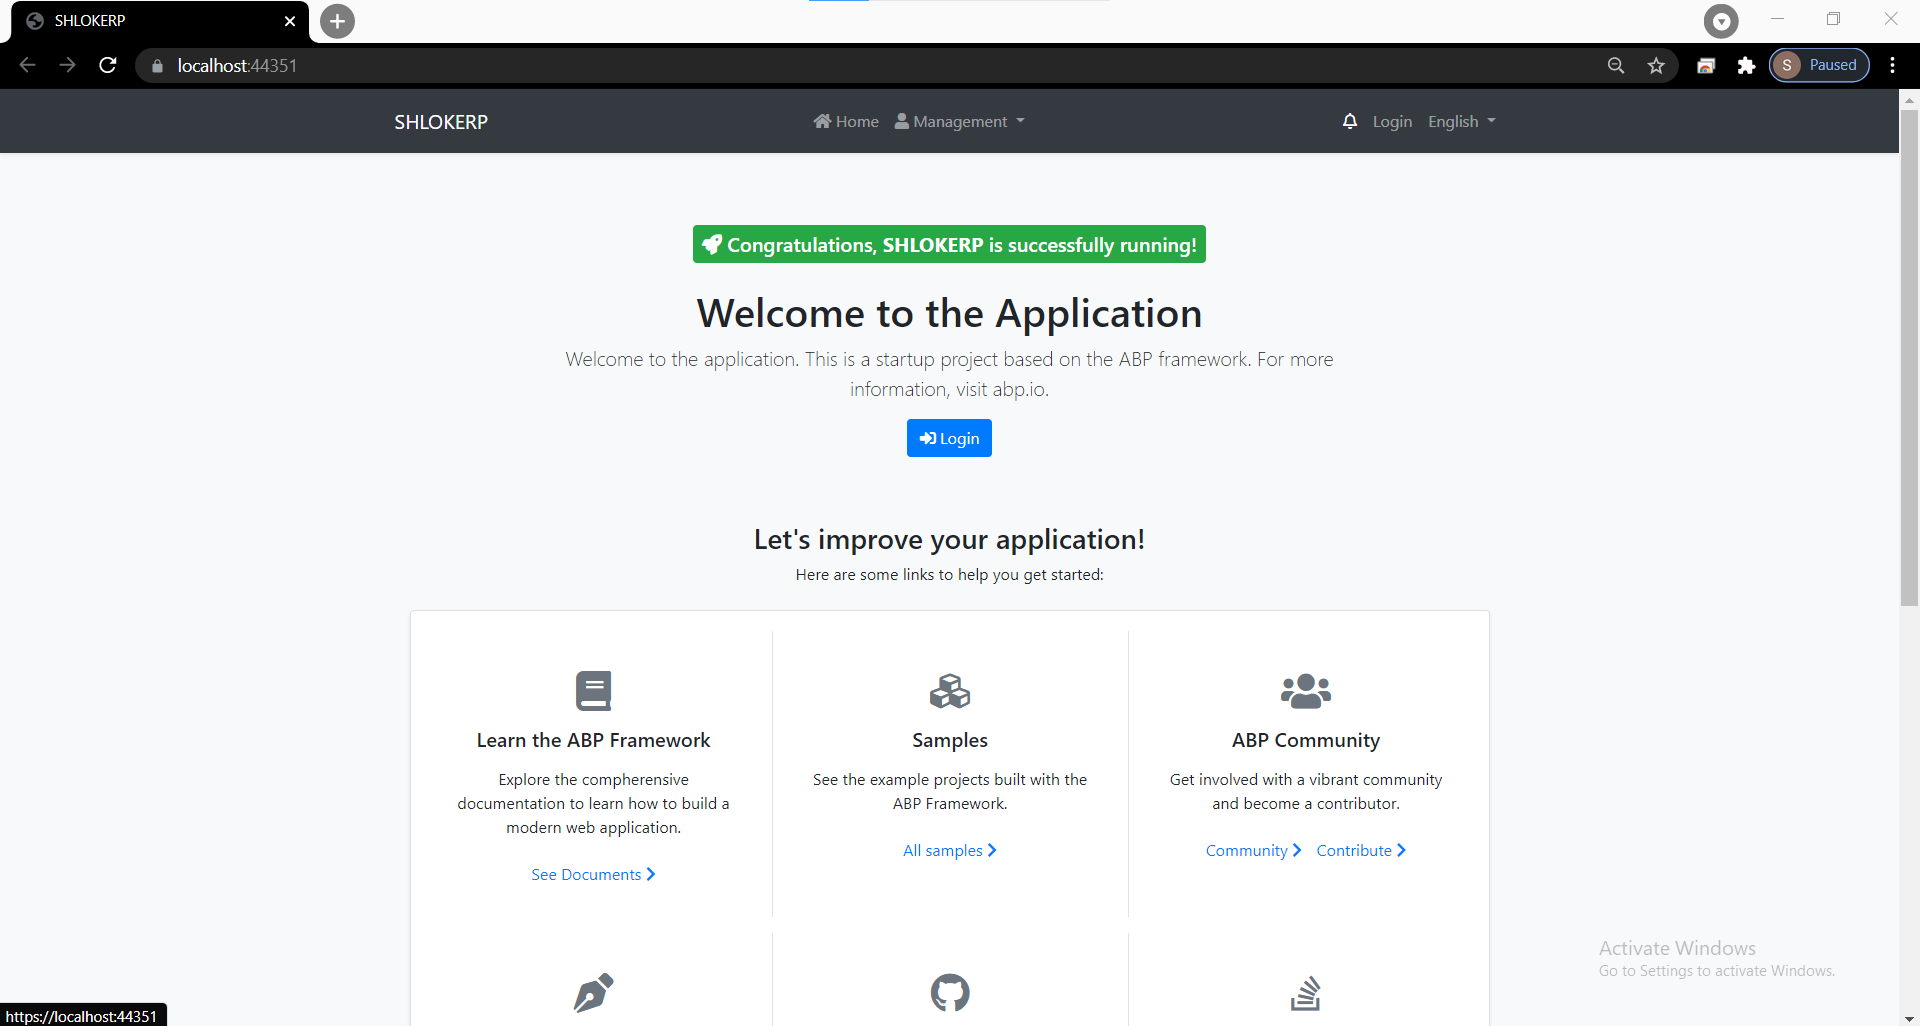 SHLOKERP
localhost:44351
S Paused
SHLOKERP Home Management Login English
Congratulations, SHLOKERP is successfully running!
Welcome to the Application
Welcome to the application. This is a startup project based on the ABP framework. For more
information, visit abp.io.
Login
Let's improve your application!
Here are some links to help you get started:
Learn the ABP Framework
Explore the compherensive
documentation to learn how to build a
modern web application.
See Documents
Samples
See the example projects built with the
ABP Framework.
All samples
ABP Community
Get involved with a vibrant community
and become a contributor.
Community Contribute
Activate Windows
Go to Settings to activate Windows.
https://localhost:44351